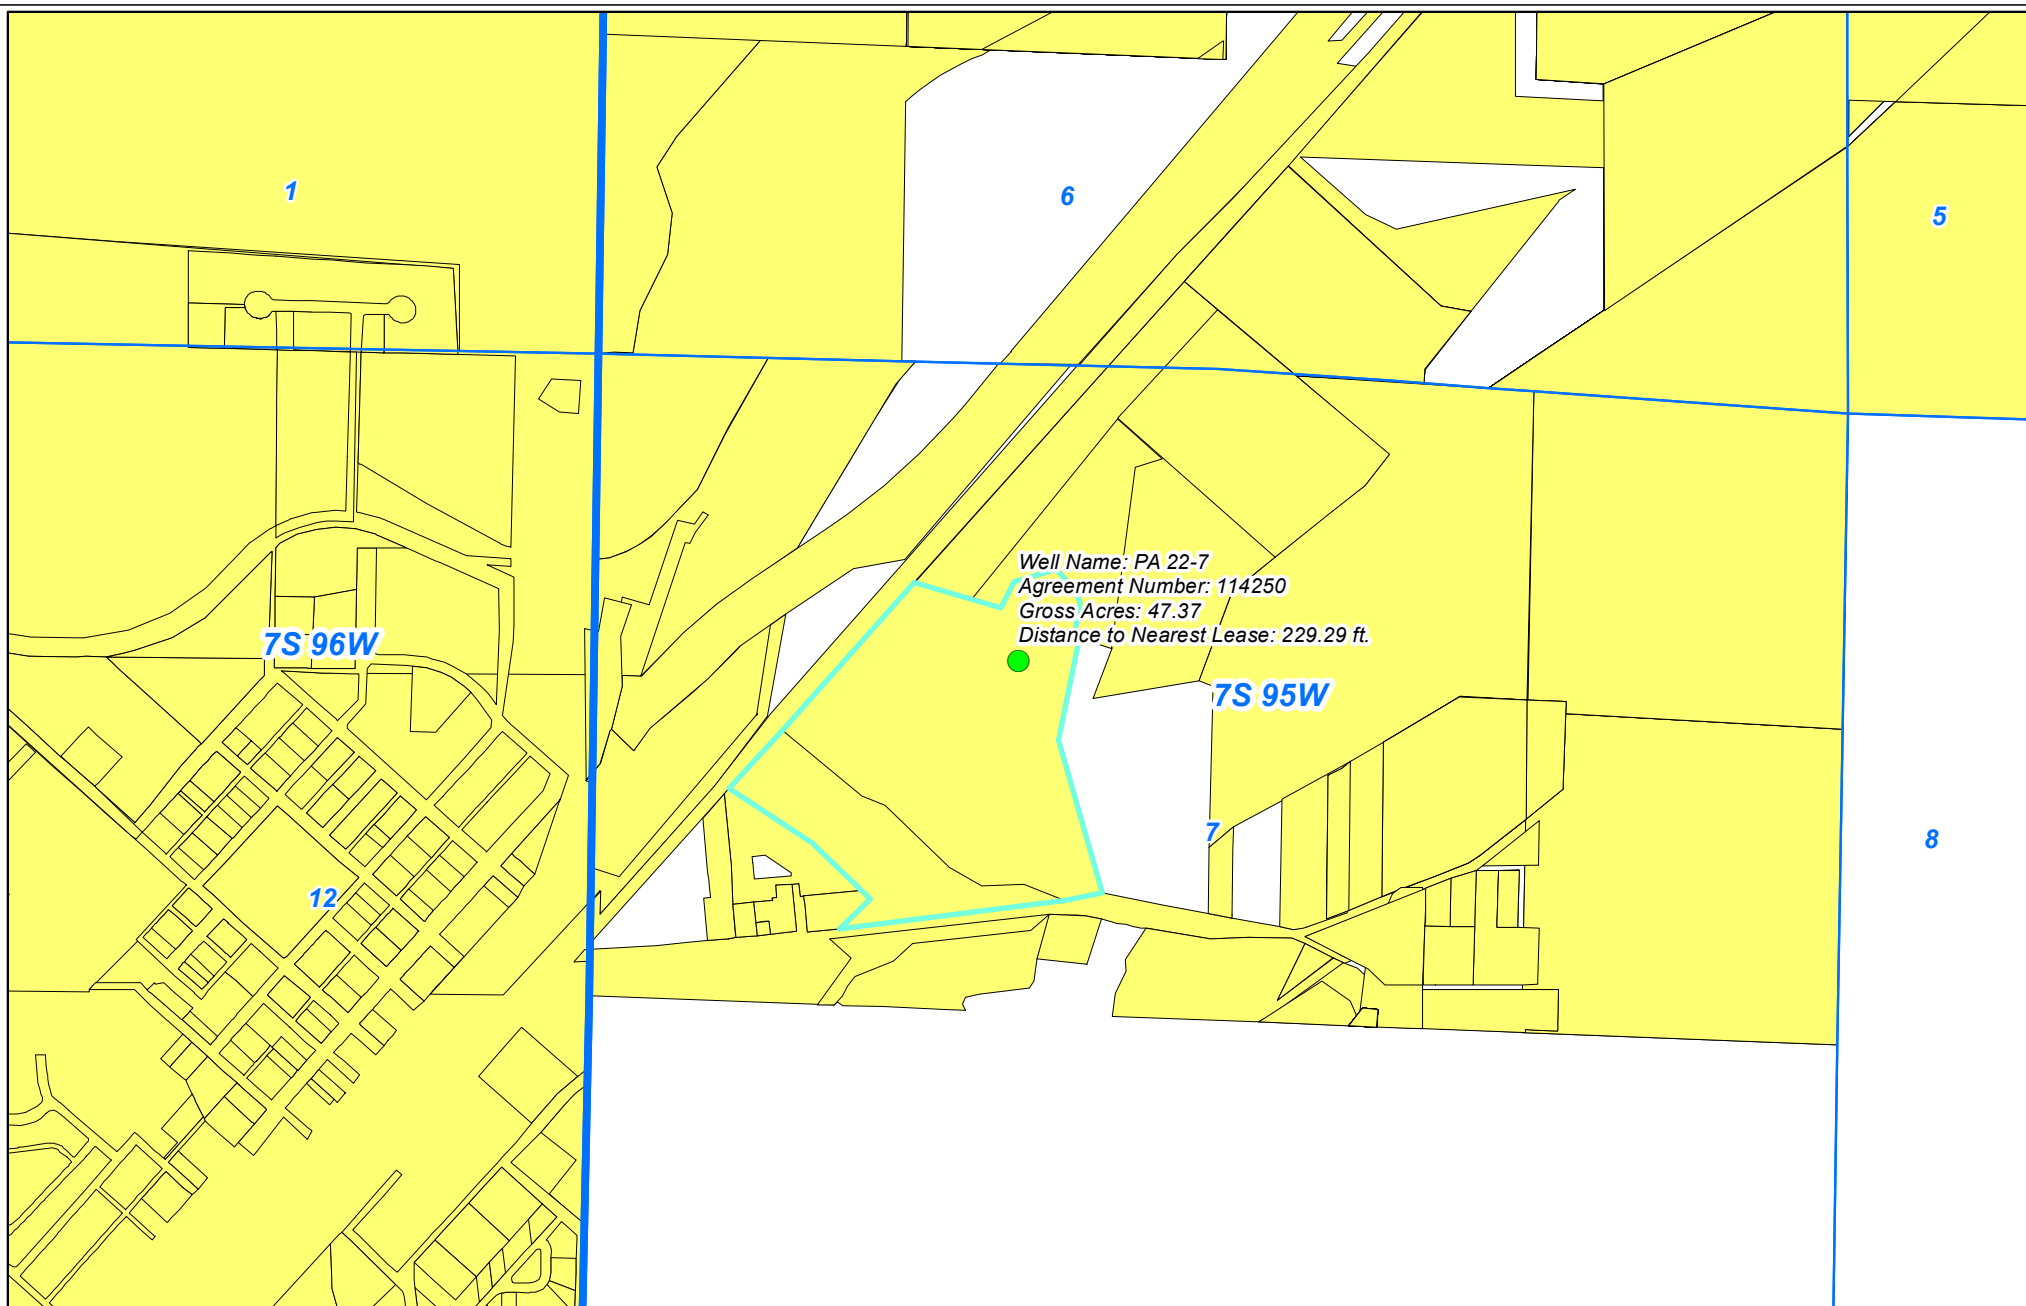 1
6
5
Well Name: PA 22-7
Agreement Number: 114250
Gross Acres: 47.37
Distance to Nearest Lease: 229.29 ft.
7S 96W
7S 95W
7
8
12